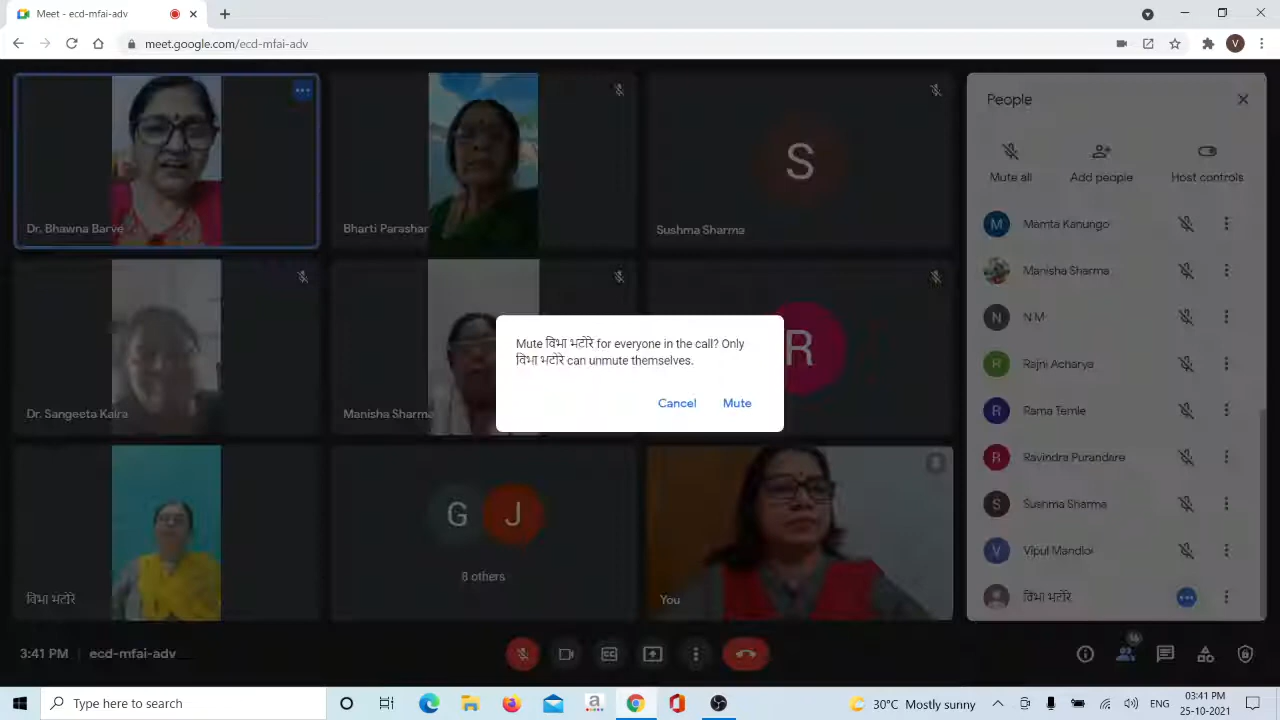 Meet - ecd-mfai-adv
meet.google.com/ecd-mfai-adv
V
Dr. Bhawna Barve
Bharti Parashar
S
Sushma Sharma
Dr. Sangeeta Kalra
Manisha Sharma
R
Mute विभा भटोरे for everyone in the call? Only
विभा भटोरे can unmute themselves.
Cancel
Mute
विभा भटोरे
G
J
8 others
You
People
Mute all
Add people
Host controls
M Mamta Kanungo
Manisha Sharma
N N M
R Rajni Acharya
R Rama Temle
R Ravindra Purandare
S Sushma Sharma
V Vipul Mandloi
विभा भटोरे
3:41 PM | ecd-mfai-adv
16
Type here to search
a
30°C Mostly sunny
ENG
03:41 PM
25-10-2021